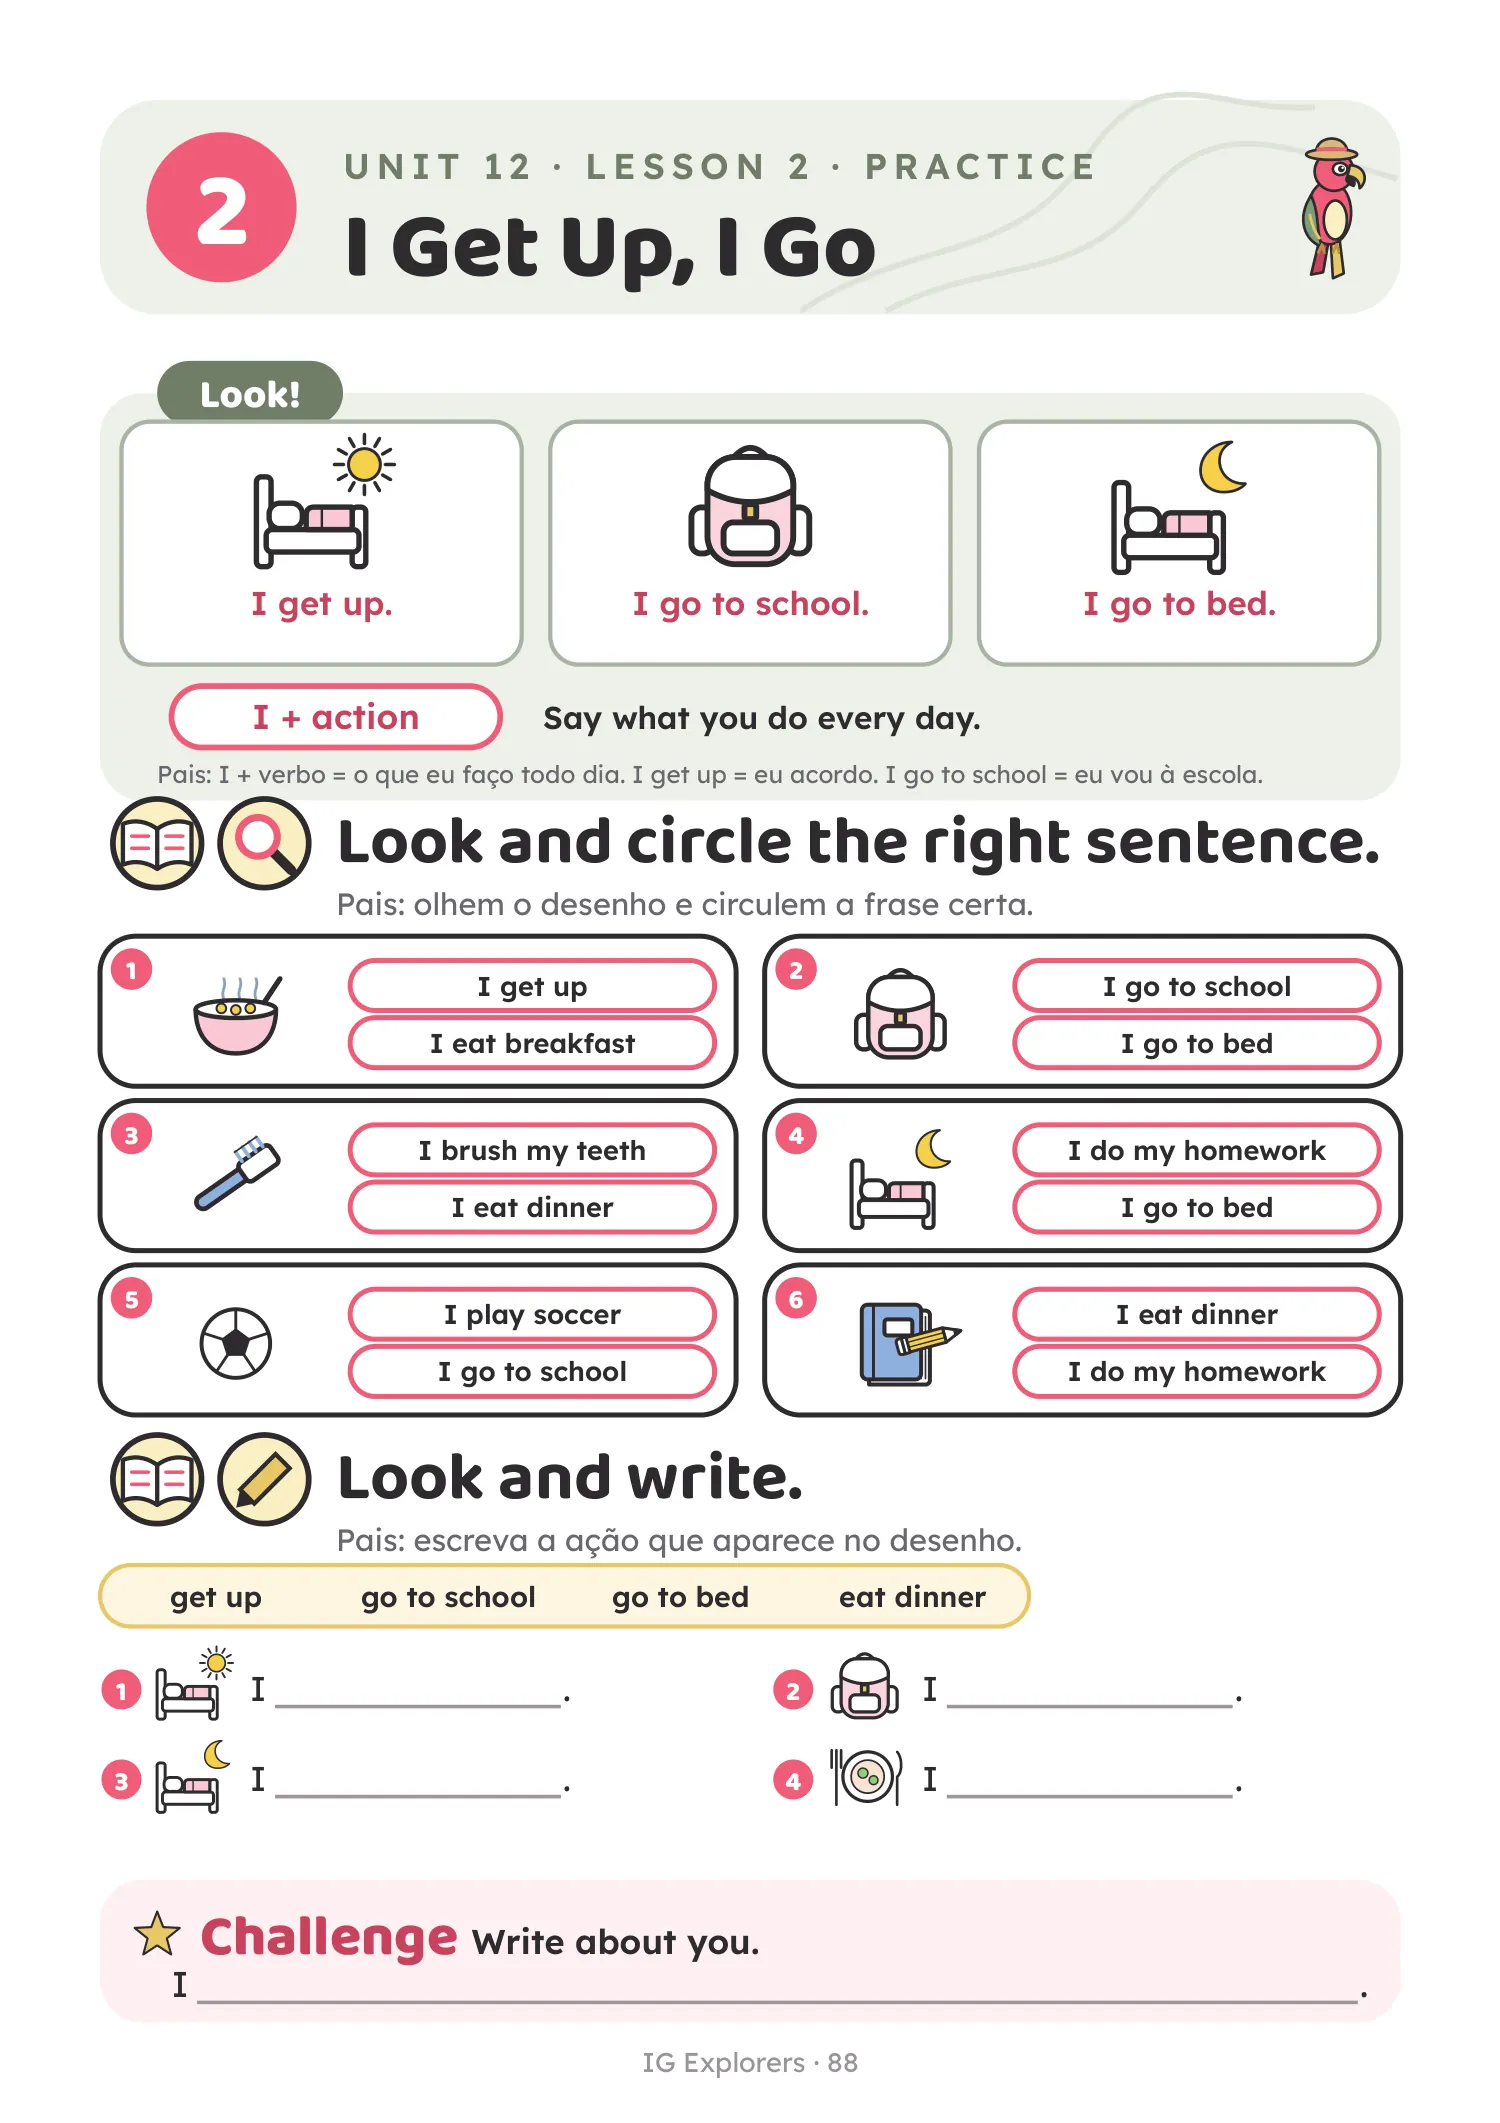 2
UNIT 12 · LESSON 2 · PRACTICE
I Get Up, I Go
Look!
I get up.
I go to school.
I go to bed.
I + action
Say what you do every day.
Pais: I + verbo = o que eu faço todo dia. I get up = eu acordo. I go to school = eu vou à escola.
Look and circle the right sentence.
Pais: olhem o desenho e circulem a frase certa.
1
I get up
I eat breakfast
2
I go to school
I go to bed
3
I brush my teeth
I eat dinner
4
I do my homework
I go to bed
5
I play soccer
I go to school
6
I eat dinner
I do my homework
Look and write.
Pais: escreva a ação que aparece no desenho.
get up go to school go to bed eat dinner
1 I ____________.
2 I ____________.
3 I ____________.
4 I ____________.
Challenge Write about you.
I ____________________________________________.
IG Explorers · 88